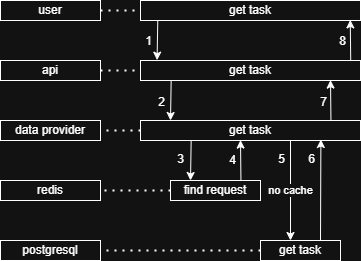 user
get task
1
8
api
get task
2
7
data provider
get task
3
4
5
6
redis
find request
no cache
postgresql
get task